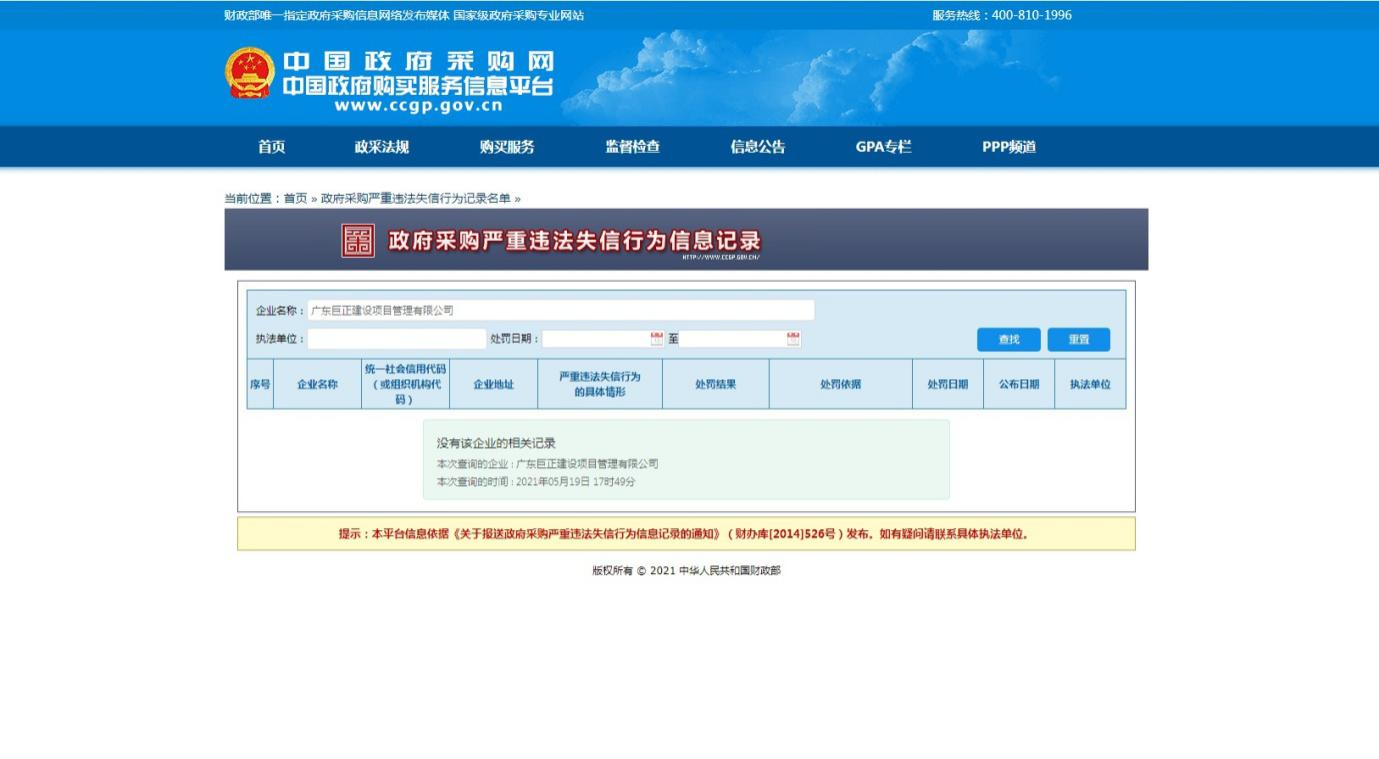 财政部唯一指定政府采购信息网络发布媒体 国家级政府采购专业网站 服务热线：400-810-1996
中国政府采购网
中国政府购买服务信息平台
www.ccgp.gov.cn
首页 政采法规 购买服务 监督检查 信息公告 GPA专栏 PPP频道
当前位置：首页 » 政府采购严重违法失信行为记录名单 »
政府采购严重违法失信行为信息记录
HTTP://WWW.CCGP.GOV.CN/
企业名称： 广东巨正建设项目管理有限公司
执法单位： 处罚日期： 至 查找 重置
序号 企业名称 统一社会信用代码（或组织机构代码） 企业地址 严重违法失信行为的具体情形 处罚结果 处罚依据 处罚日期 公布日期 执法单位
没有该企业的相关记录
本次查询的企业：广东巨正建设项目管理有限公司
本次查询的时间：2021年05月19日 17时49分
提示：本平台信息依据《关于报送政府采购严重违法失信行为信息记录的通知》（财办库[2014]526号）发布。如有疑问请联系具体执法单位。
版权所有 © 2021 中华人民共和国财政部